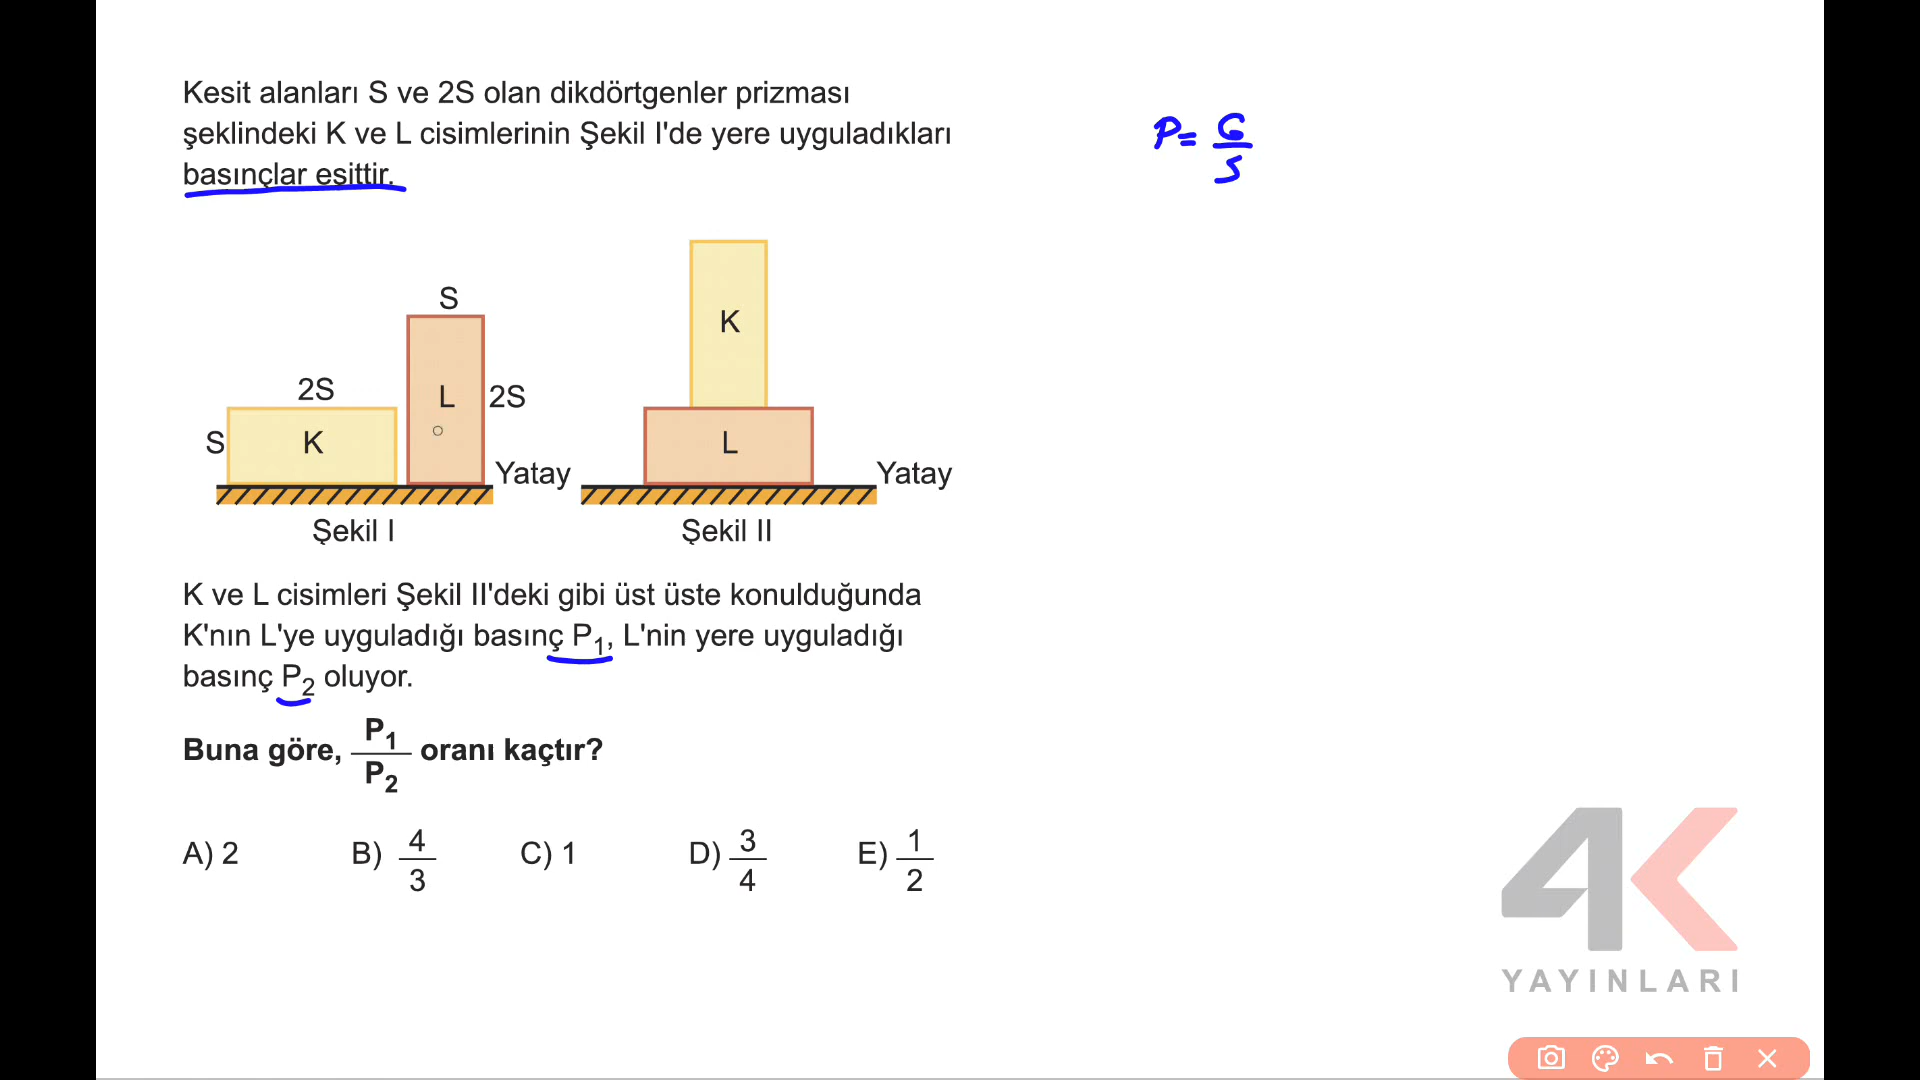 Kesit alanları S ve 2S olan dikdörtgenler prizması
şeklindeki K ve L cisimlerinin Şekil I'de yere uyguladıkları
basınçlar eşittir.
P = G/S
S
2S
S
K
L
2S
Yatay
Şekil I
K
L
Yatay
Şekil II
K ve L cisimleri Şekil II'deki gibi üst üste konulduğunda
K'nın L'ye uyguladığı basınç P₁, L'nin yere uyguladığı
basınç P₂ oluyor.
Buna göre, P₁/P₂ oranı kaçtır?
A) 2 B) 4/3 C) 1 D) 3/4 E) 1/2
4K
YAYINLARI